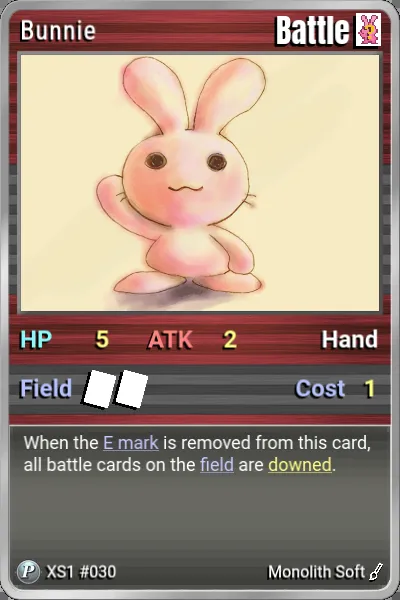 Bunnie Battle
HP 5 ATK 2 Hand
Field Cost 1
When the E mark is removed from this card,
all battle cards on the field are downed.
P XS1 #030 Monolith Soft